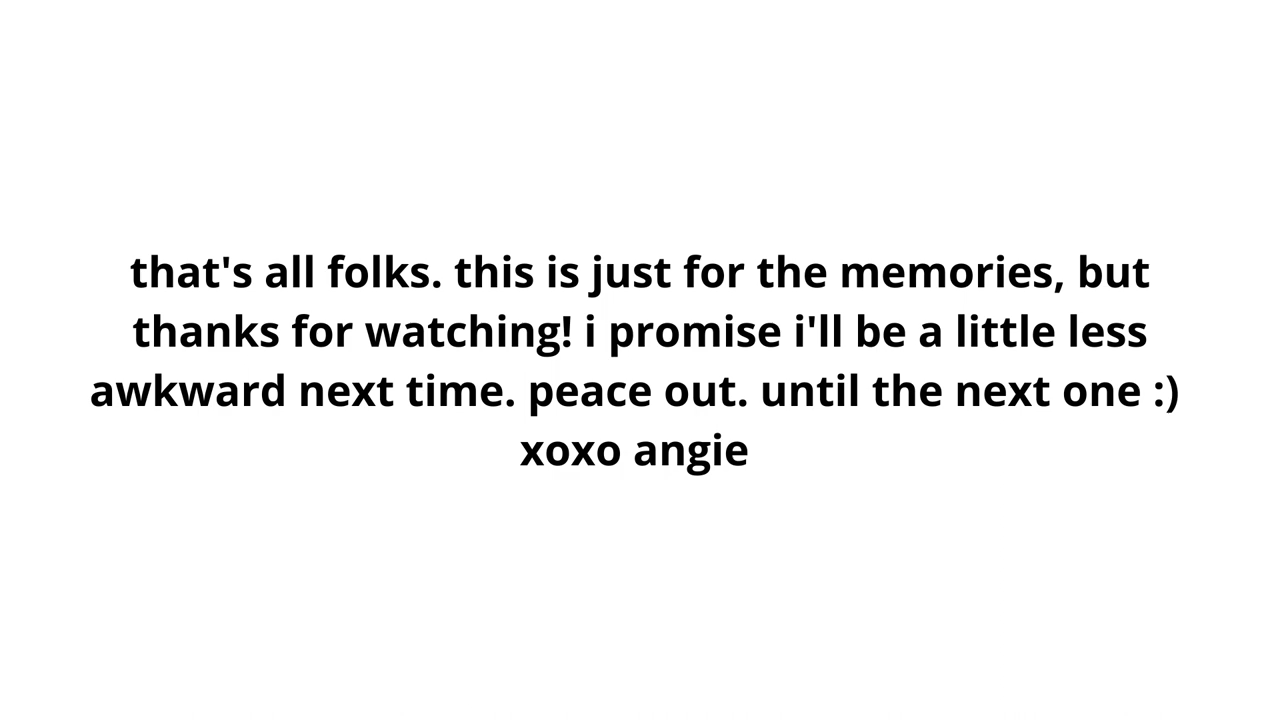 that's all folks. this is just for the memories, but
thanks for watching! i promise i'll be a little less
awkward next time. peace out. until the next one :)
xoxo angie